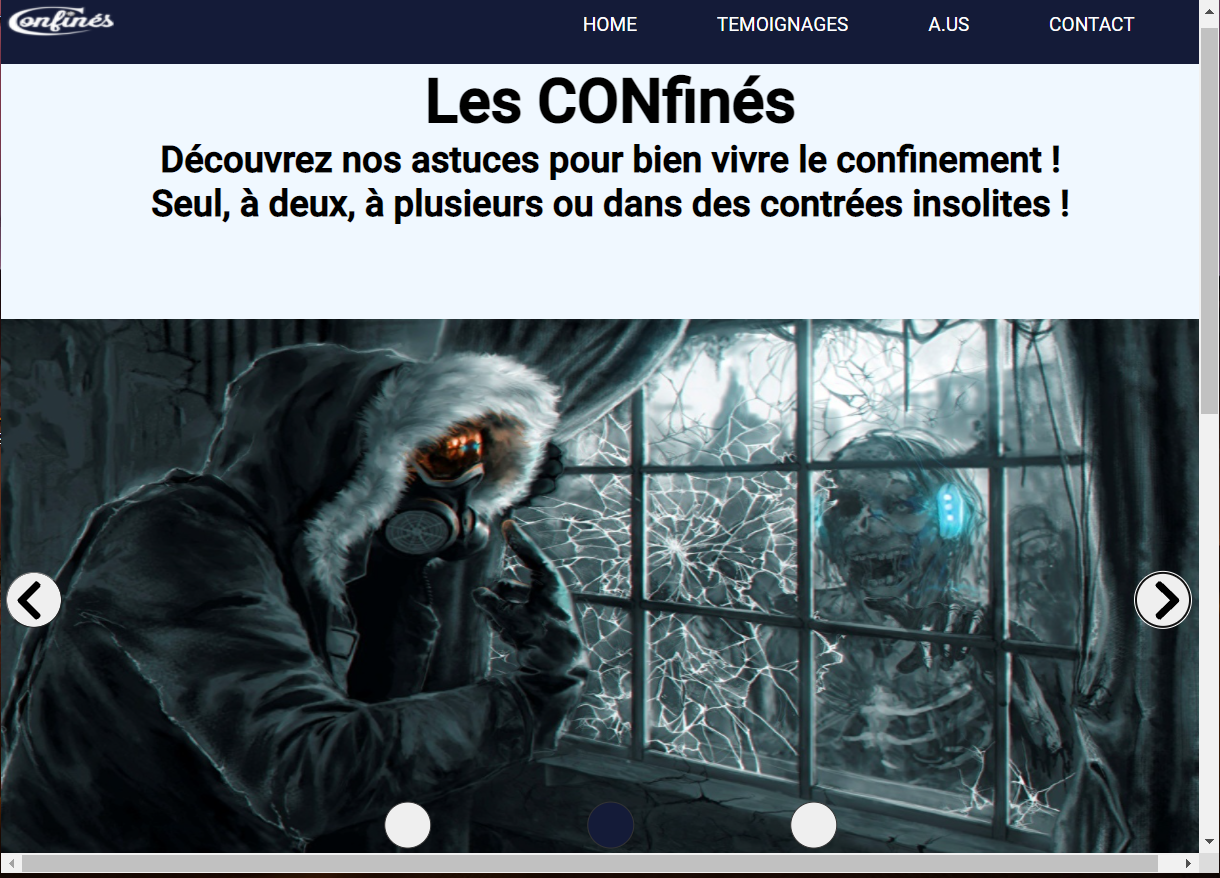 Confinés
HOME TEMOIGNAGES A.US CONTACT
Les CONfinés
Découvrez nos astuces pour bien vivre le confinement !
Seul, à deux, à plusieurs ou dans des contrées insolites !